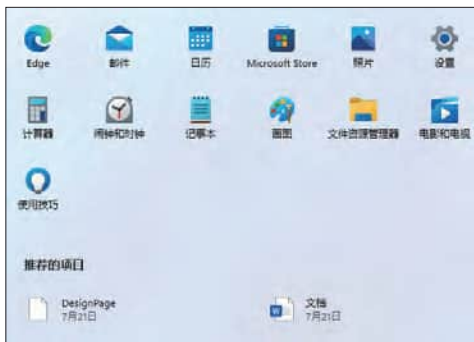 Edge 邮件 日历 Microsoft Store 照片 设置
计算器 闹钟和时钟 记事本 画图 文件资源管理器 电影和电视
使用技巧
推荐的项目
DesignPage 文档
7月21日 7月21日